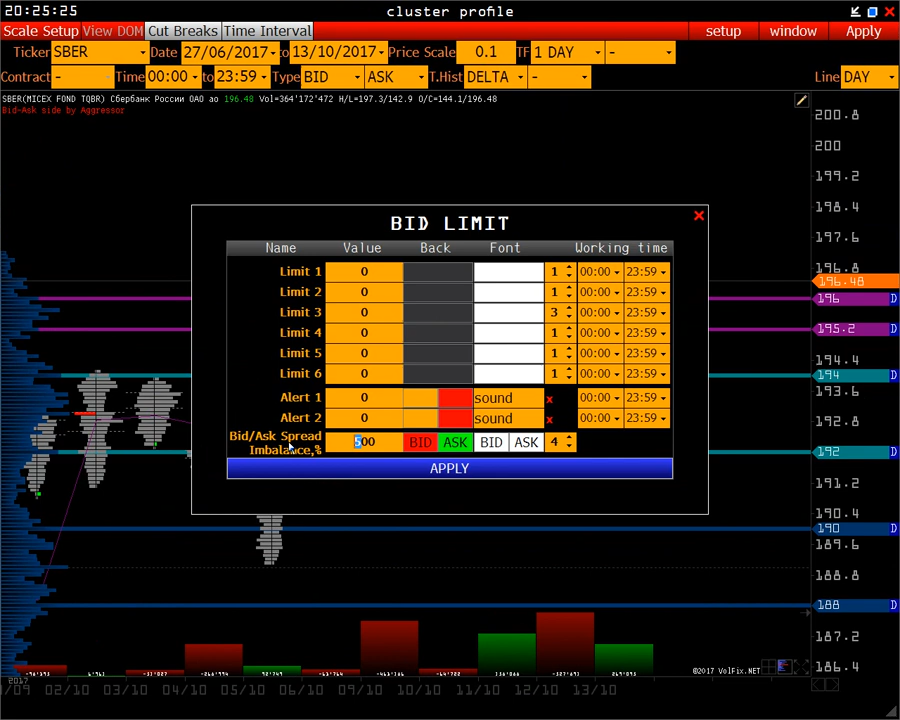 20:25:25 cluster profile
Scale Setup View DOM Cut Breaks Time Interval setup window Apply
Ticker SBER Date 27/06/2017 to 13/10/2017 Price Scale 0.1 TF 1 DAY -
Contract - Time 00:00 to 23:59 Type BID ASK T.Hist DELTA - Line DAY
SBER(MICEX FOND TQBR) Сбербанк России ОАО ао 196.48 Vol=364'172'472 H/L=197.3/142.9 O/C=144.1/196.48
Bid-Ask side by Aggressor
200.8
200
199.2
198.4
197.6
196.8
196.48
196 D
195.2 D
194.4
194 D
193.6
192.8
192 D
191.2
190.4
190 D
189.6
188.8
188 D
187.2
186.4
BID LIMIT
Name Value Back Font Working time
Limit 1 0 1 00:00 23:59
Limit 2 0 1 00:00 23:59
Limit 3 0 3 00:00 23:59
Limit 4 0 1 00:00 23:59
Limit 5 0 1 00:00 23:59
Limit 6 0 1 00:00 23:59
Alert 1 0 sound x 00:00 23:59
Alert 2 0 sound x 00:00 23:59
Bid/Ask Spread
Imbalance,% 500 BID ASK BID ASK 4
APPLY
©2017 VolFix.NET
2017
/09 02/10 03/10 04/10 05/10 06/10 09/10 10/10 11/10 12/10 13/10